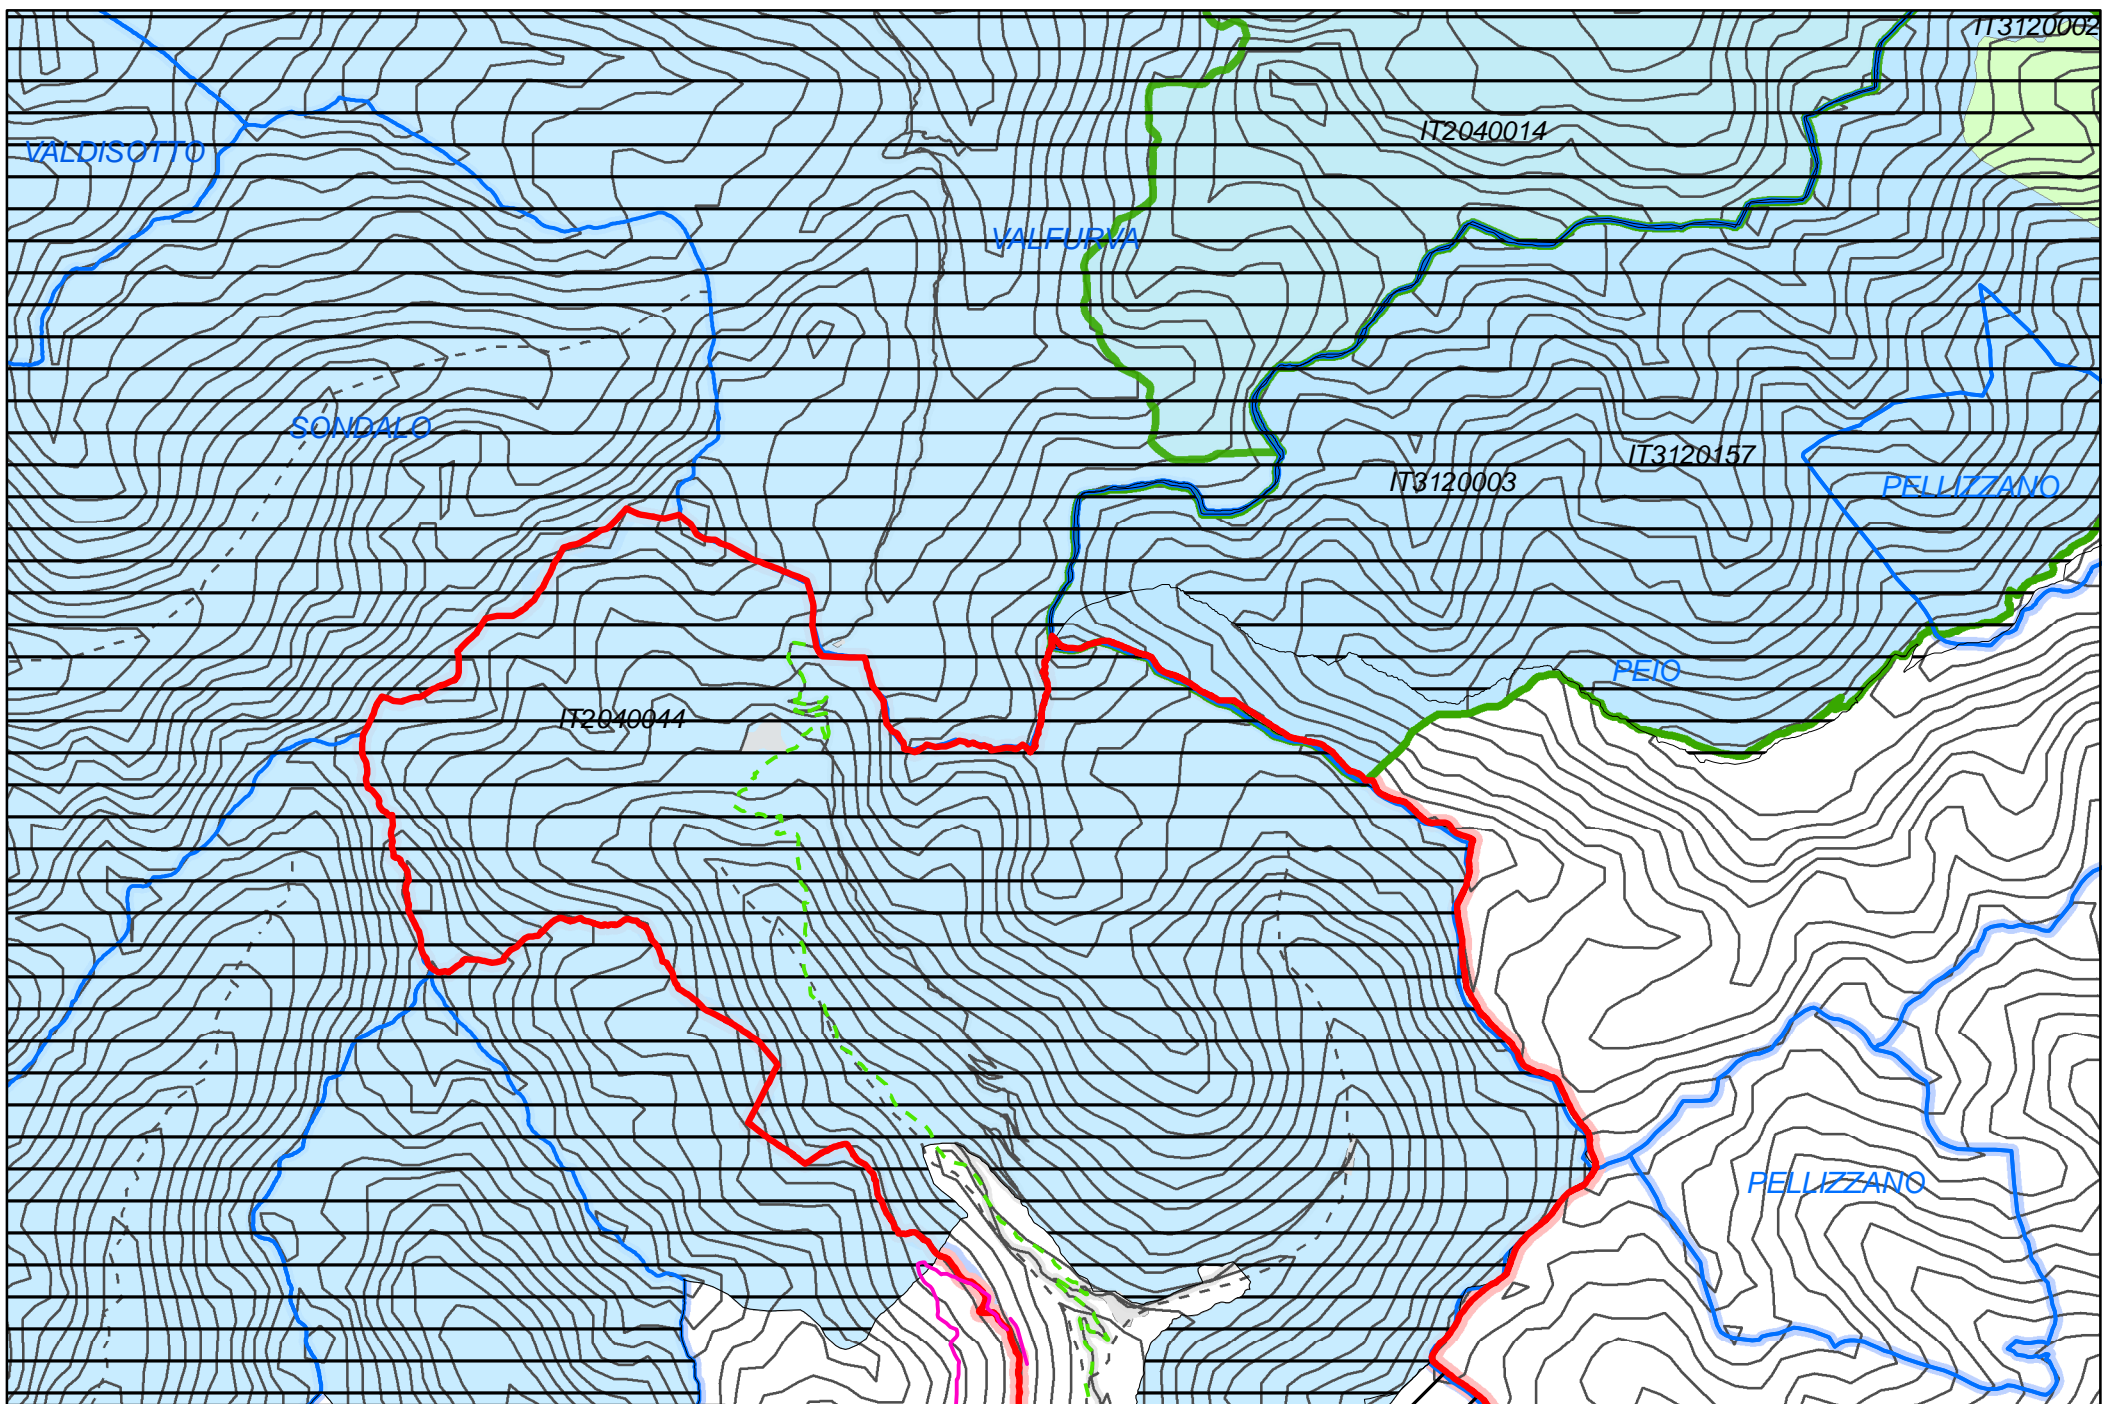 IT3120002
IT2040014
VALDISOTTO
VALFURVA
SONDALO
IT3120157
IT3120003
PELLIZZANO
PEIO
IT2040044
PELLIZZANO